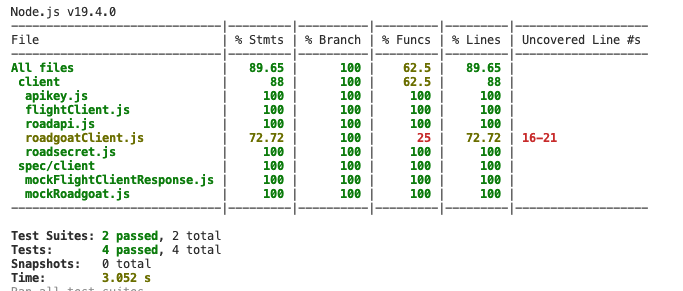 Node.js v19.4.0
-----------------------------|---------|----------|---------|---------|-------------------
File | % Stmts | % Branch | % Funcs | % Lines | Uncovered Line #s
-----------------------------|---------|----------|---------|---------|-------------------
All files | 89.65 | 100 | 62.5 | 89.65 |
client | 88 | 100 | 62.5 | 88 |
apikey.js | 100 | 100 | 100 | 100 |
flightClient.js | 100 | 100 | 100 | 100 |
roadapi.js | 100 | 100 | 100 | 100 |
roadgoatClient.js | 72.72 | 100 | 25 | 72.72 | 16-21
roadsecret.js | 100 | 100 | 100 | 100 |
spec/client | 100 | 100 | 100 | 100 |
mockFlightClientResponse.js | 100 | 100 | 100 | 100 |
mockRoadgoat.js | 100 | 100 | 100 | 100 |
-----------------------------|---------|----------|---------|---------|-------------------
Test Suites: 2 passed, 2 total
Tests: 4 passed, 4 total
Snapshots: 0 total
Time: 3.052 s
Ran all test suites.